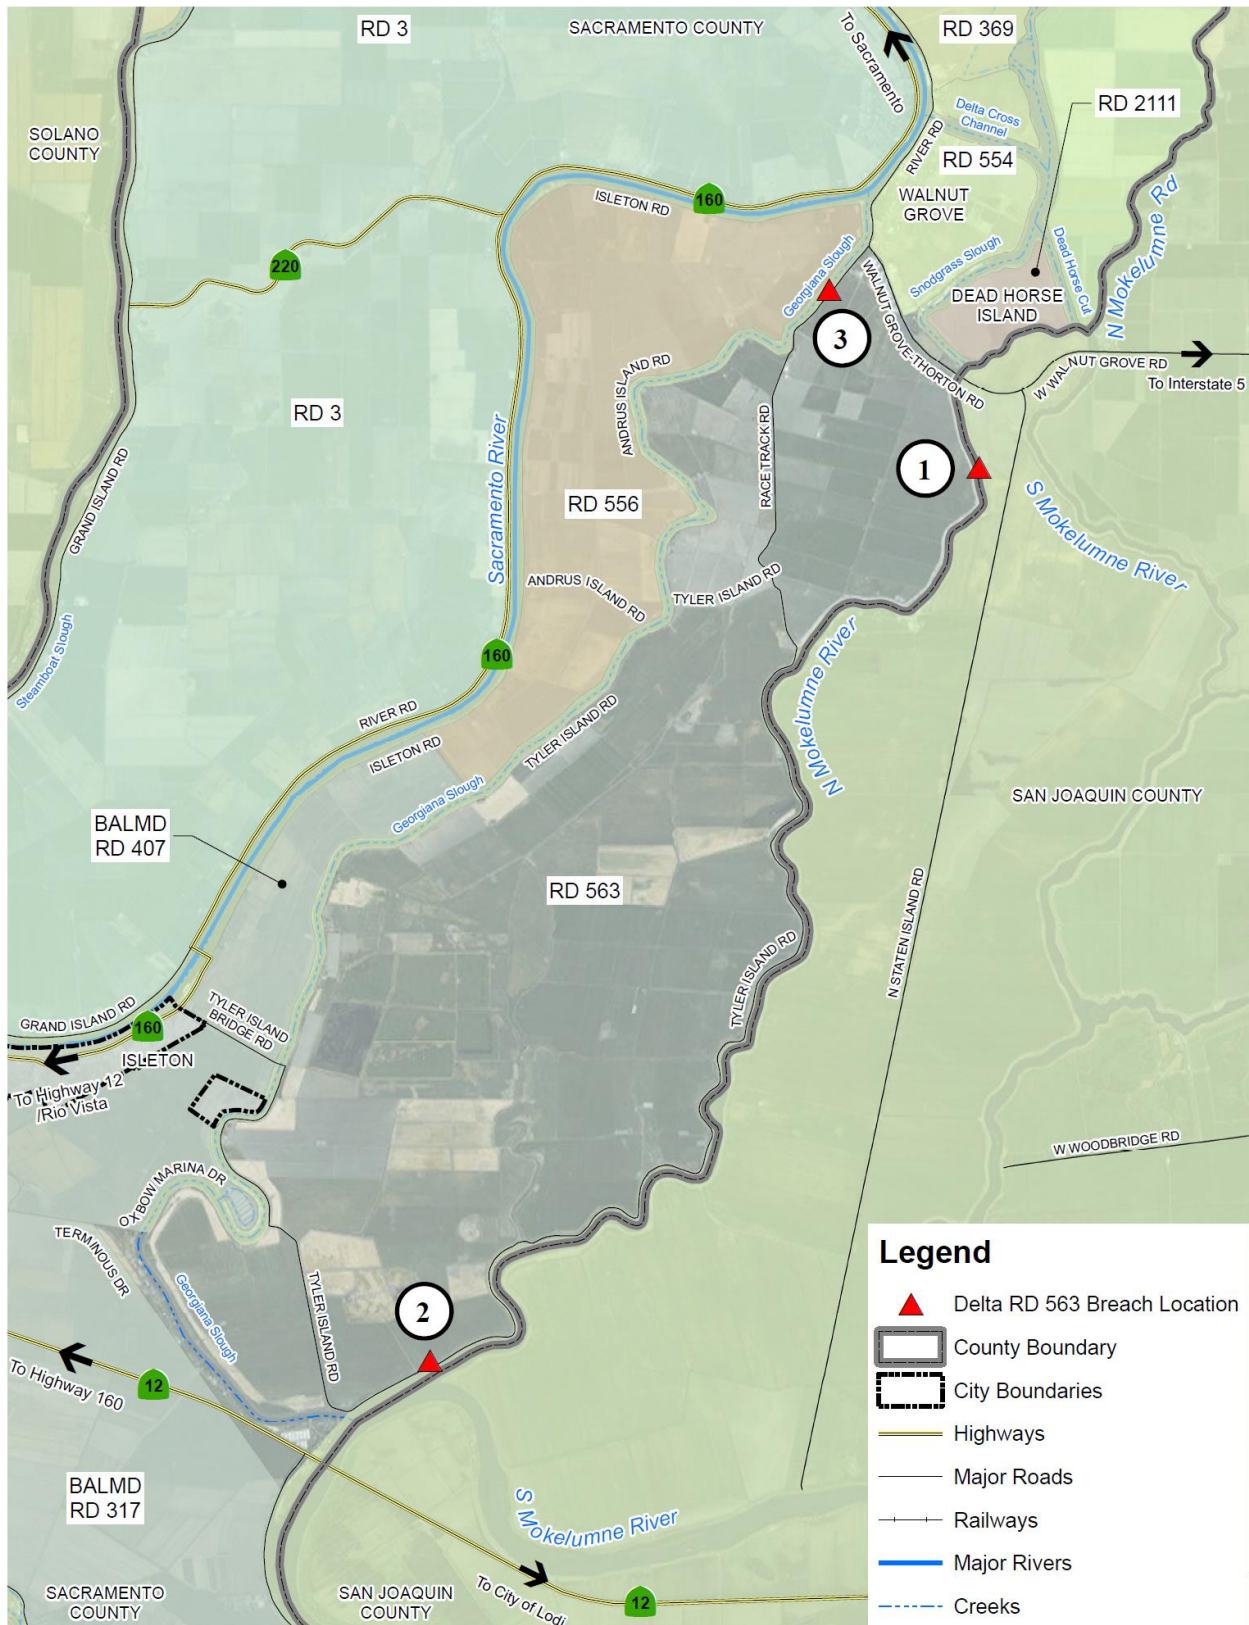 RD 3
SACRAMENTO COUNTY
To Sacramento
RD 369
SOLANO
COUNTY
RD 2111
Delta Cross
Channel
RIVER RD
RD 554
WALNUT
GROVE
N Mokelumne Rd
ISLETON RD
160
220
Georgiana Slough
Snodgrass Slough
Dead Horse Cut
DEAD HORSE
ISLAND
WALNUT GROVE-THORTON RD
3
W WALNUT GROVE RD
To Interstate 5
ANDRUS ISLAND RD
ANDRUS ISLAND RD
RD 3
RACE TRACK RD
Sacramento River
GRAND ISLAND RD
1
S Mokelumne River
RD 556
ANDRUS ISLAND RD
TYLER ISLAND RD
Steamboat Slough
160
N Mokelumne River
RIVER RD
ISLETON RD
TYLER ISLAND RD
Georgiana Slough
SAN JOAQUIN COUNTY
BALMD
RD 407
RD 563
N STATEN ISLAND RD
TYLER ISLAND RD
GRAND ISLAND RD
160
TYLER ISLAND
BRIDGE RD
ISLETON
To Highway 12
/Rio Vista
W WOODBRIDGE RD
OXBOW MARINA DR
TERMINOUS DR
Georgiana Slough
TYLER ISLAND RD
2
To Highway 160
12
BALMD
RD 317
S Mokelumne River
SACRAMENTO
COUNTY
SAN JOAQUIN
COUNTY
To City of Lodi
12
Legend
Delta RD 563 Breach Location
County Boundary
City Boundaries
Highways
Major Roads
Railways
Major Rivers
Creeks